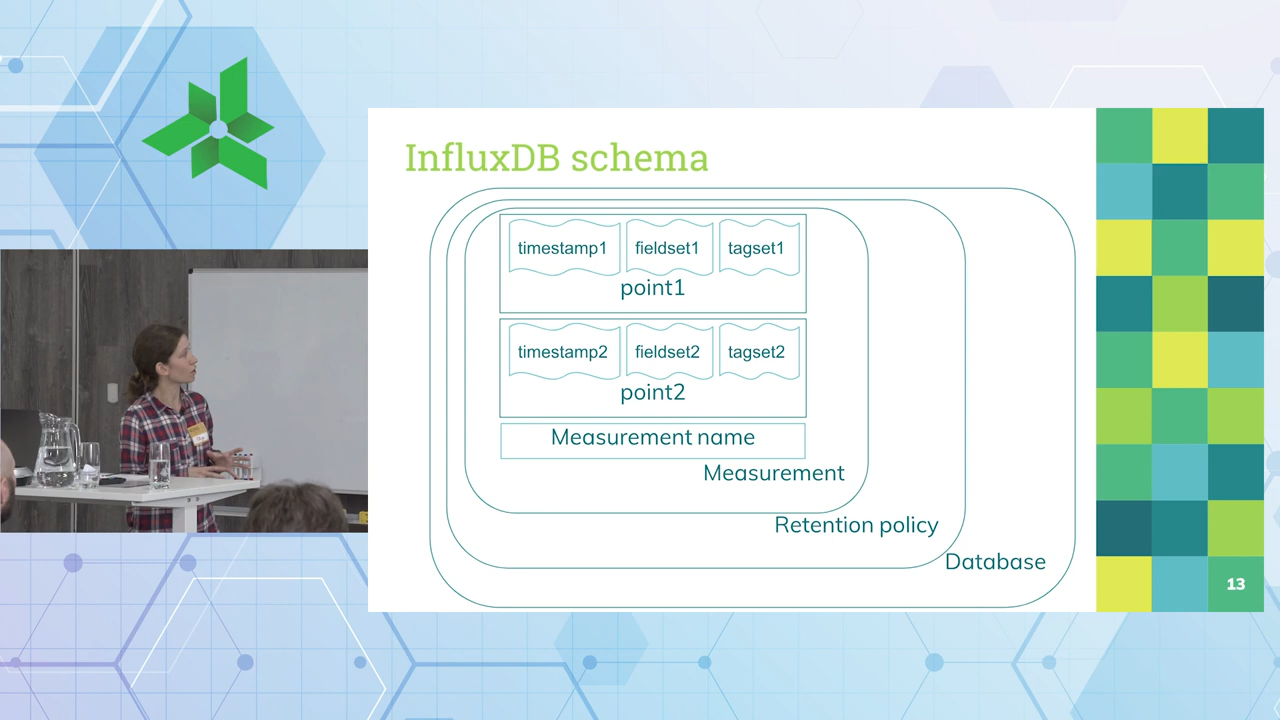 InfluxDB schema
timestamp1 fieldset1 tagset1
point1
timestamp2 fieldset2 tagset2
point2
Measurement name
Measurement
Retention policy
Database
13